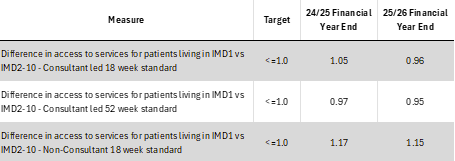 Measure
Target
24/25 Financial
Year End
25/26 Financial
Year End
Difference in access to services for patients living in IMD1 vs
IMD2-10 - Consultant led 18 week standard
<=1.0
1.05
0.96
Difference in access to services for patients living in IMD1 vs
IMD2-10 - Consultant led 52 week standard
<=1.0
0.97
0.95
Difference in access to services for patients living in IMD1 vs
IMD2-10 - Non-Consultant 18 week standard
<=1.0
1.17
1.15